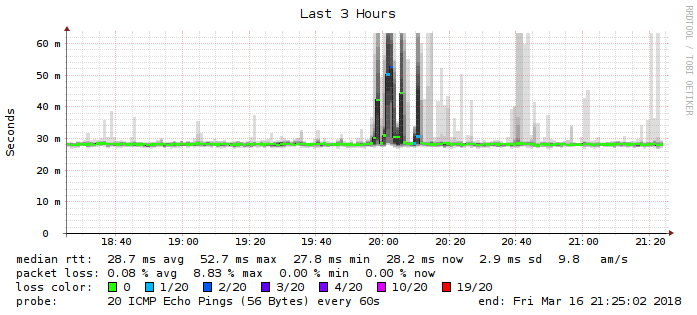 Last 3 Hours
RRDTOOL / TOBI OETIKER
Seconds
60 m
50 m
40 m
30 m
20 m
10 m
0
18:40 19:00 19:20 19:40 20:00 20:20 20:40 21:00 21:20
median rtt: 28.7 ms avg 52.7 ms max 27.8 ms min 28.2 ms now 2.9 ms sd 9.8 am/s
packet loss: 0.08 % avg 8.83 % max 0.00 % min 0.00 % now
loss color: 0 1/20 2/20 3/20 4/20 10/20 19/20
probe: 20 ICMP Echo Pings (56 Bytes) every 60s end: Fri Mar 16 21:25:02 2018